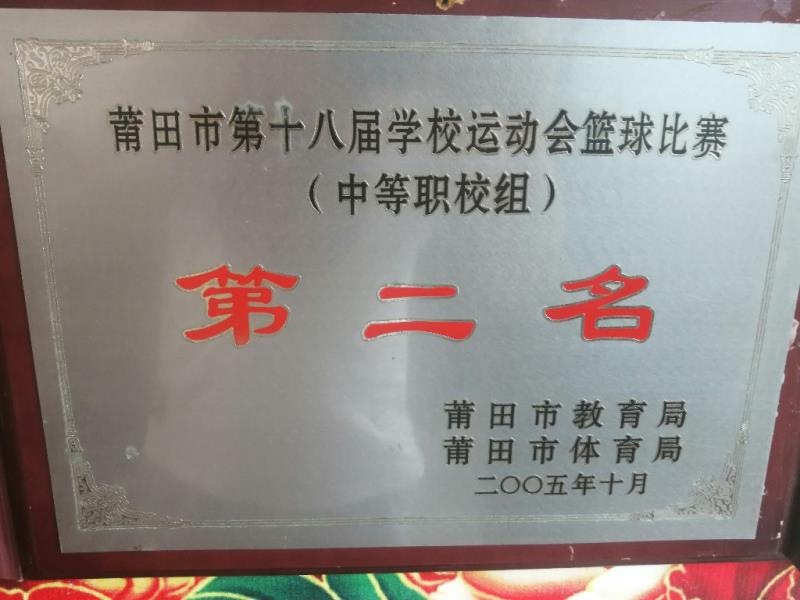 莆田市第十八届学校运动会篮球比赛
（中等职校组）
第二名
莆田市教育局
莆田市体育局
二〇〇五年十月